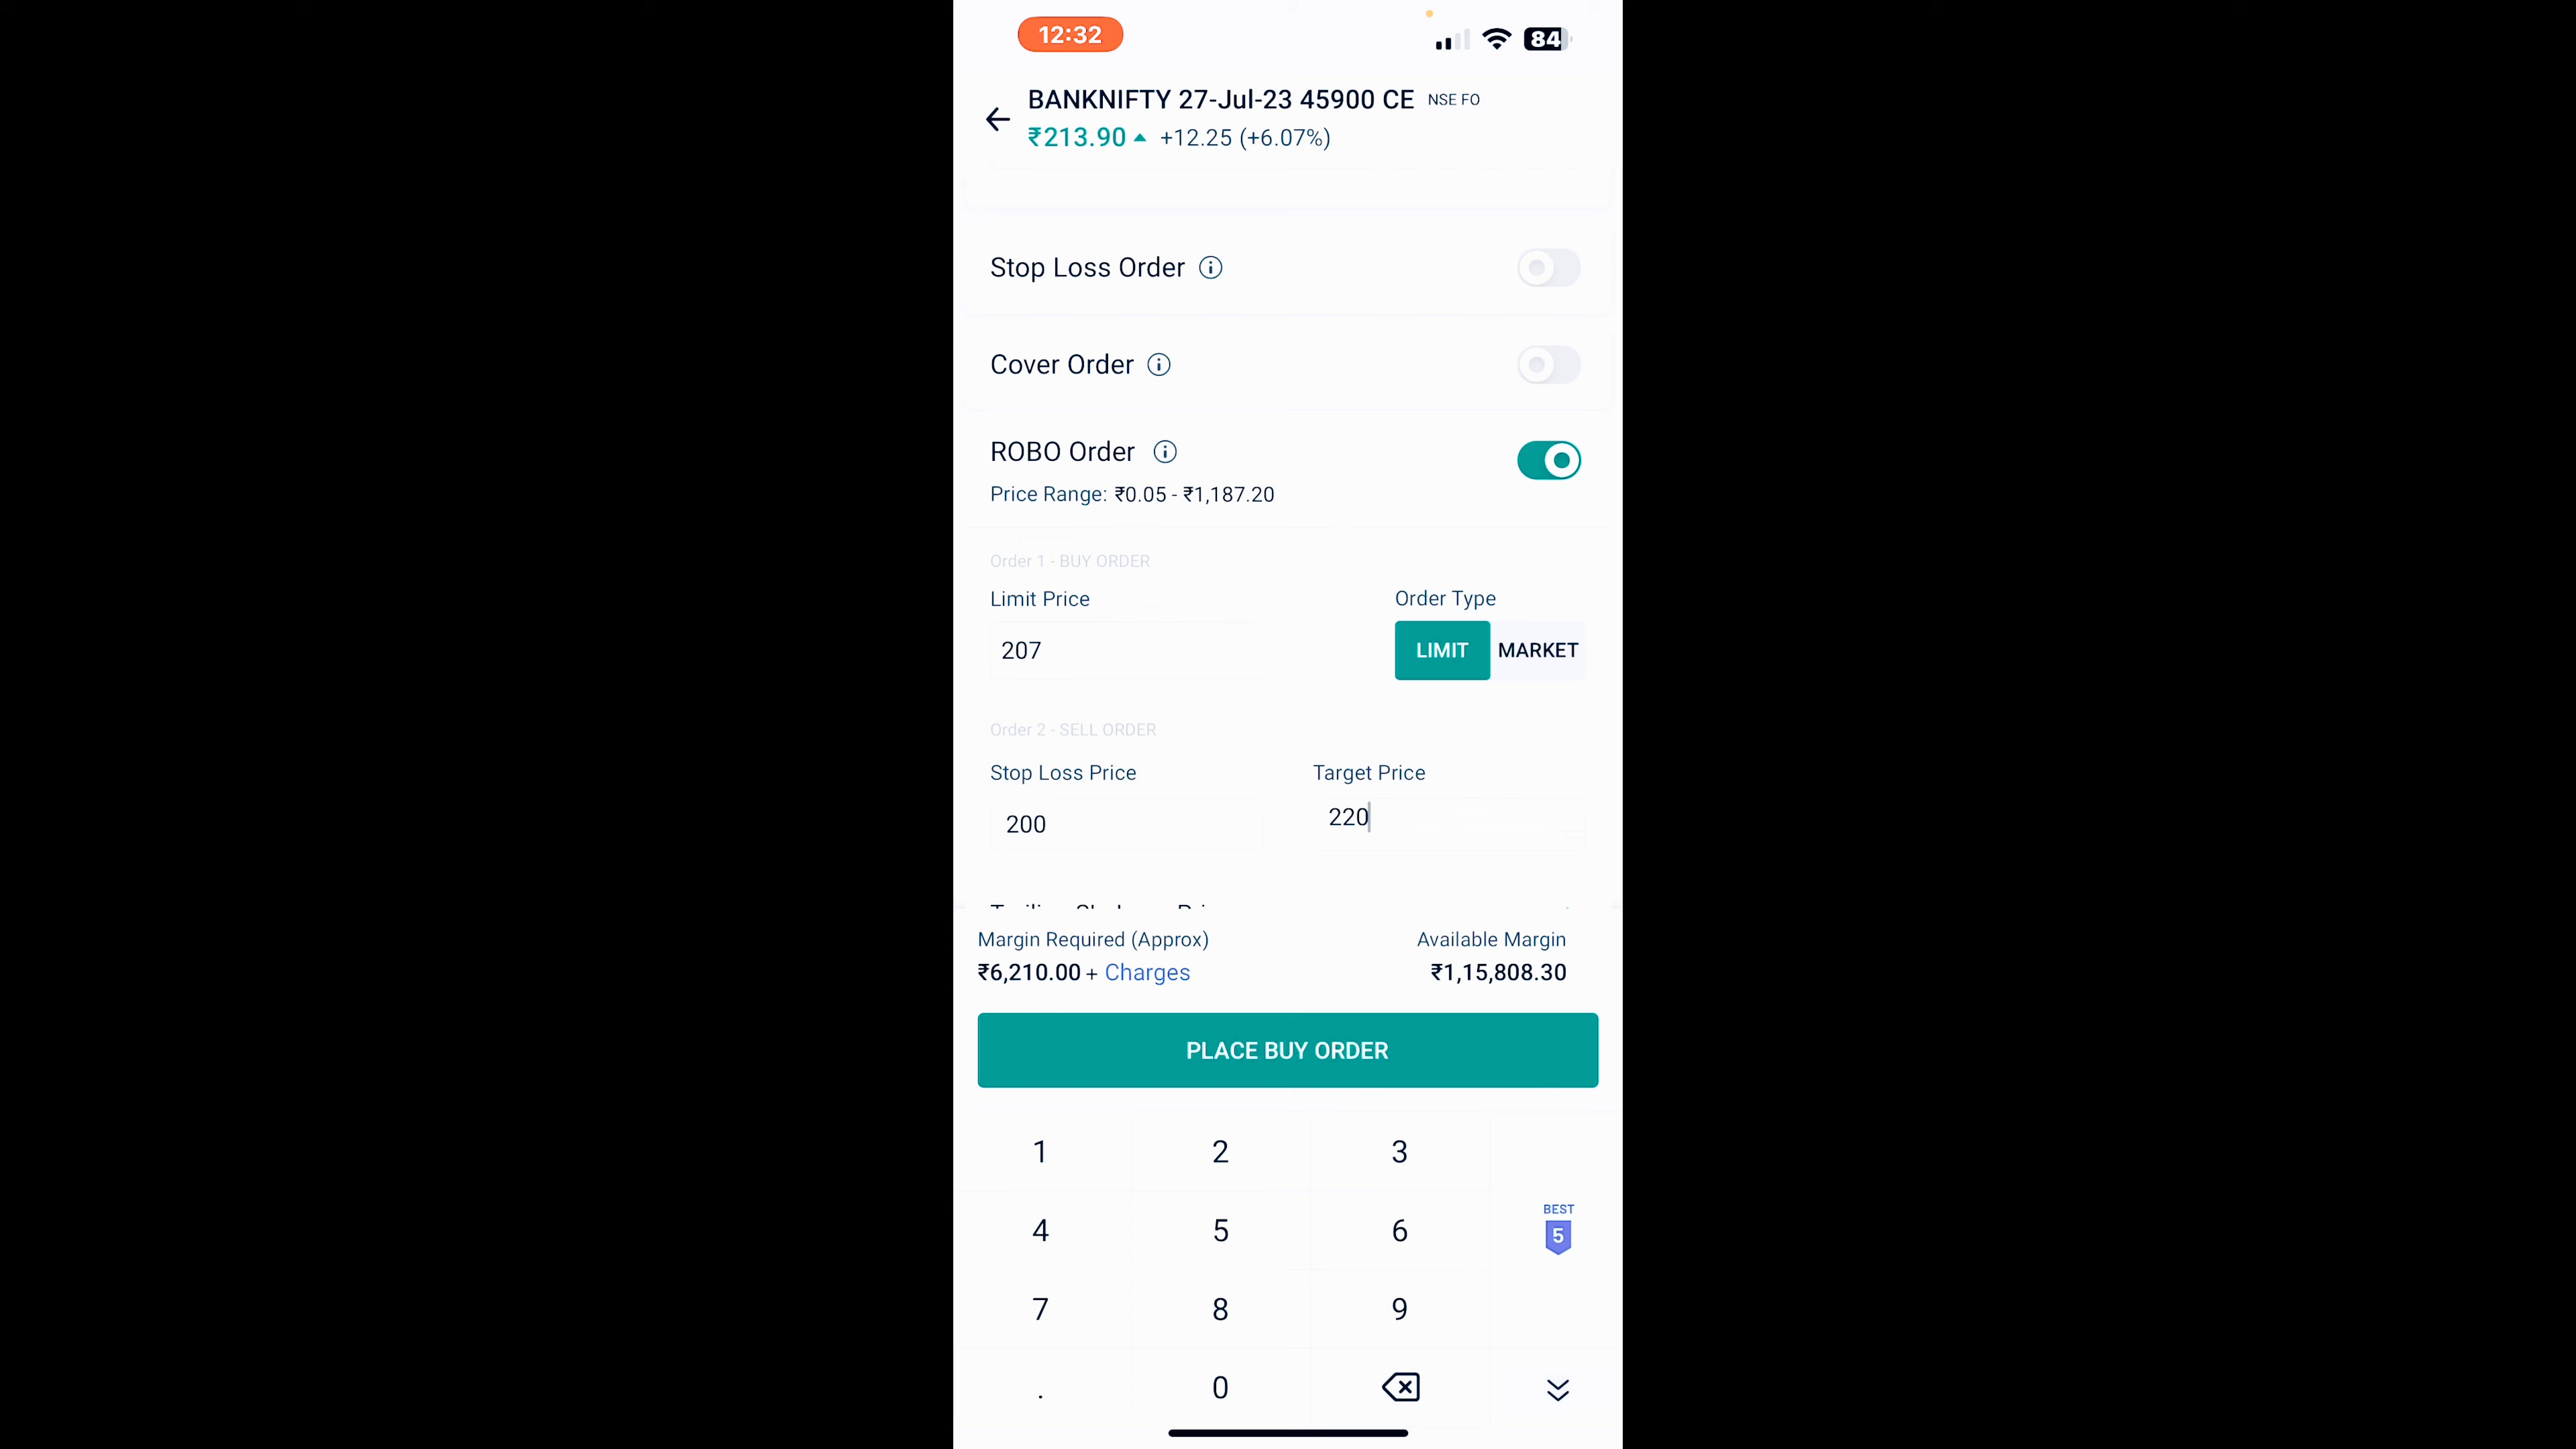 12:32
84
BANKNIFTY 27-Jul-23 45900 CE NSE FO
₹213.90 +12.25 (+6.07%)
Stop Loss Order
Cover Order
ROBO Order
Price Range: ₹0.05 - ₹1,187.20
Order 1 - BUY ORDER
Limit Price Order Type
207 LIMIT MARKET
Order 2 - SELL ORDER
Stop Loss Price Target Price
200 220
Margin Required (Approx) Available Margin
₹6,210.00 + Charges ₹1,15,808.30
PLACE BUY ORDER
1 2 3
BEST
4 5 6 5
7 8 9
. 0